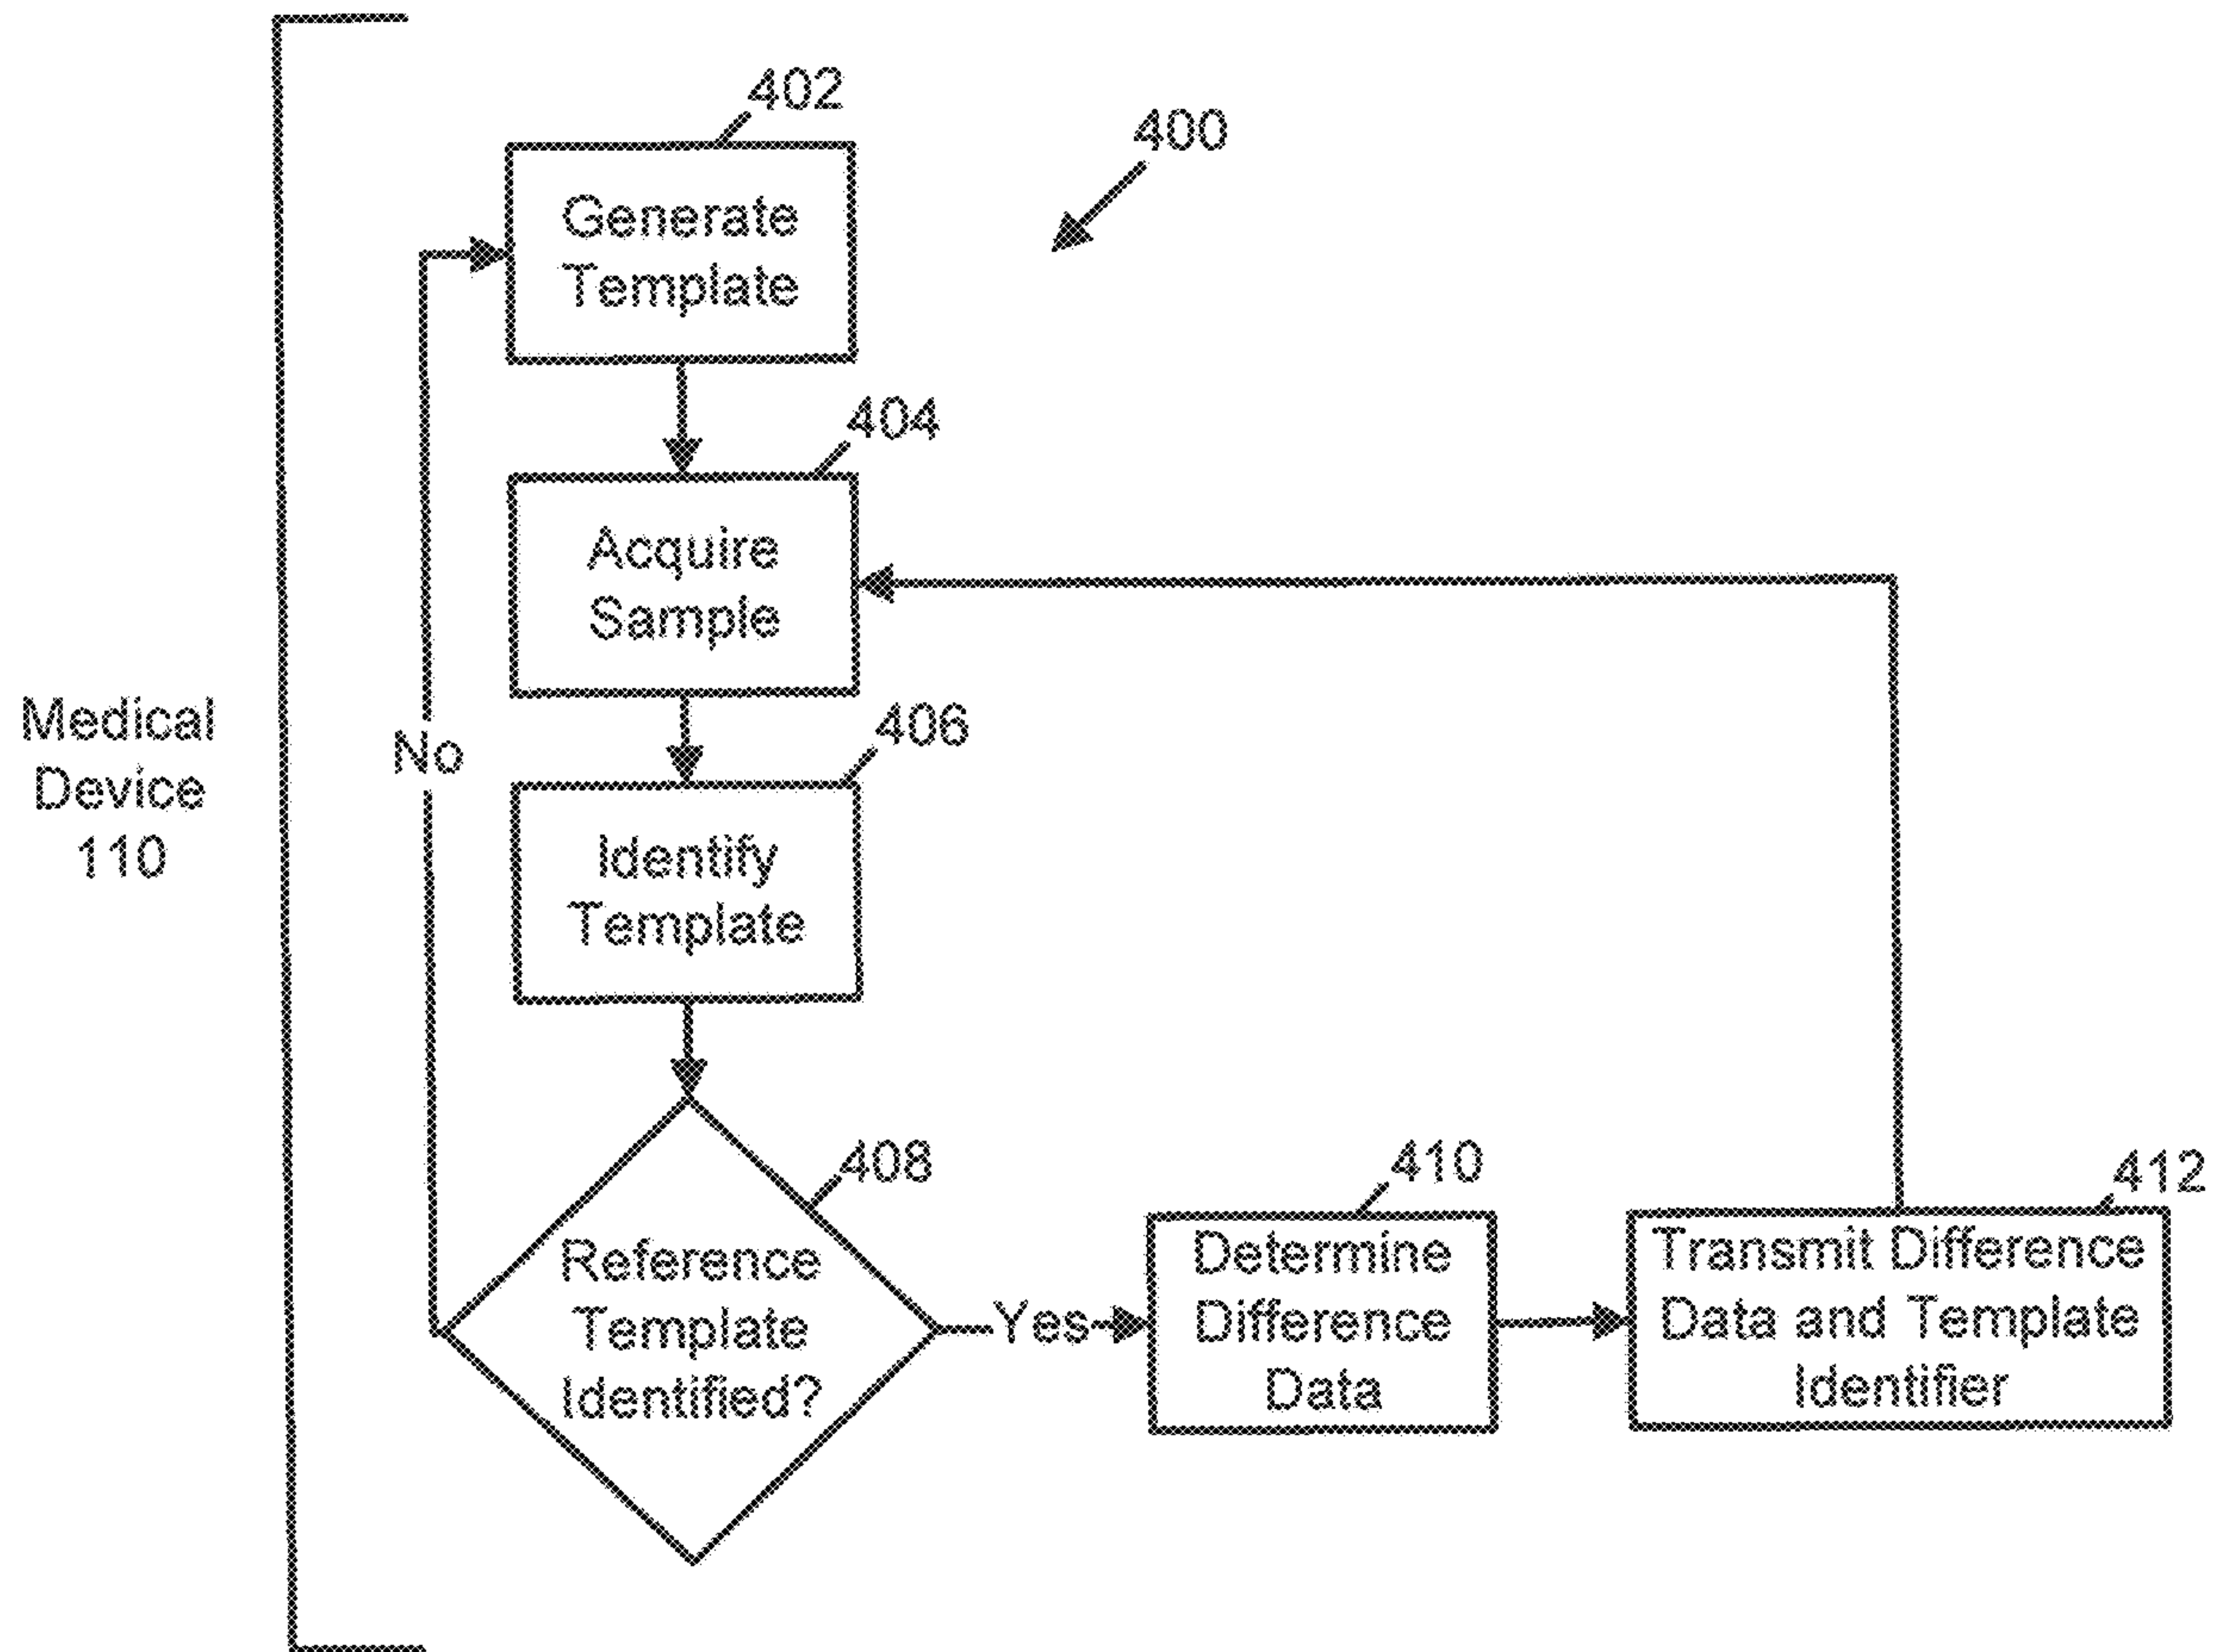 402
400
Generate
Template
404
Acquire
Sample
Medical
Device
110
No
406
Identify
Template
408
Reference
Template
Identified?
Yes
410
Determine
Difference
Data
412
Transmit Difference
Data and Template
Identifier